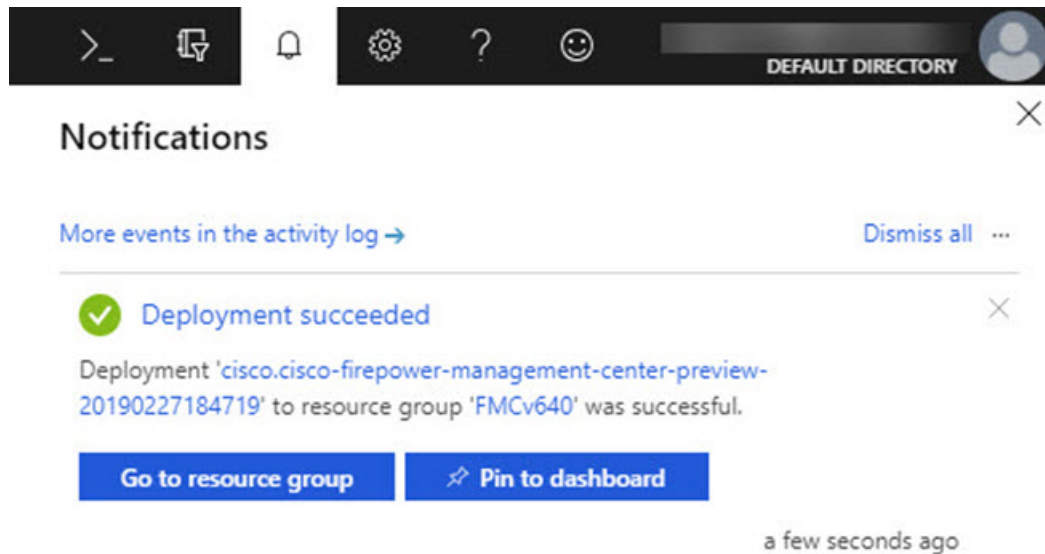 DEFAULT DIRECTORY
Notifications
More events in the activity log →
Dismiss all ...
Deployment succeeded
Deployment 'cisco.cisco-firepower-management-center-preview-
20190227184719' to resource group 'FMCv640' was successful.
Go to resource group
Pin to dashboard
a few seconds ago